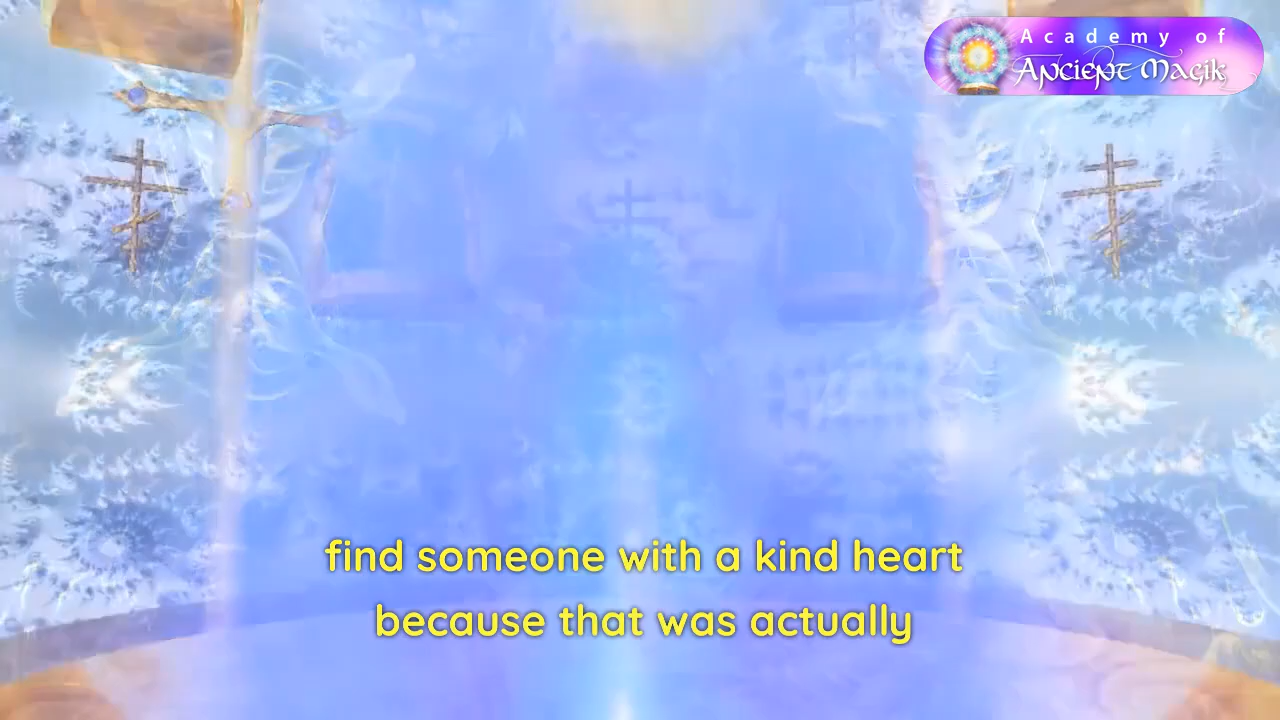 Academy of
Ancient Magik
find someone with a kind heart
because that was actually